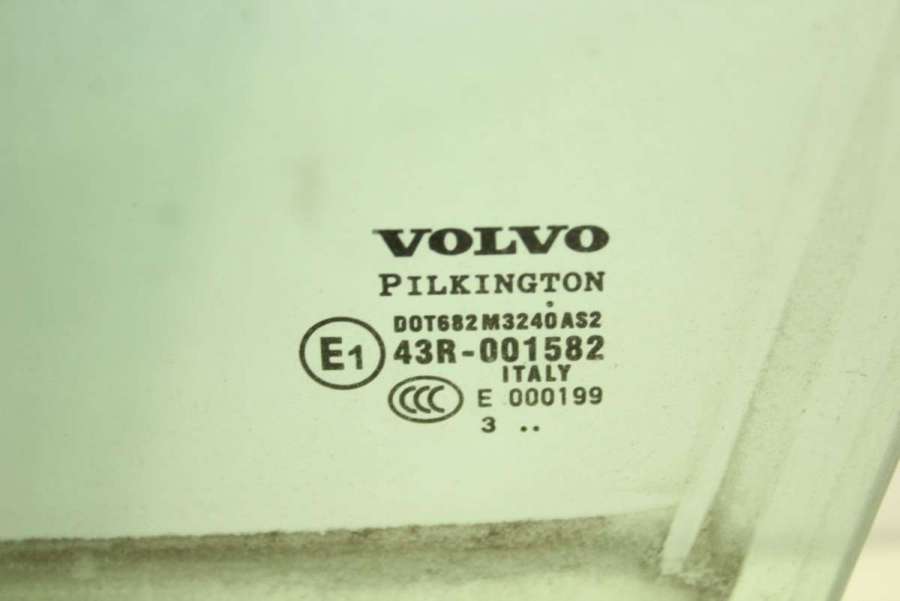 VOLVO
PILKINGTON
DOT682 M3240 AS2
E1 43R-001582
ITALY
CCC E 000199
3 ..